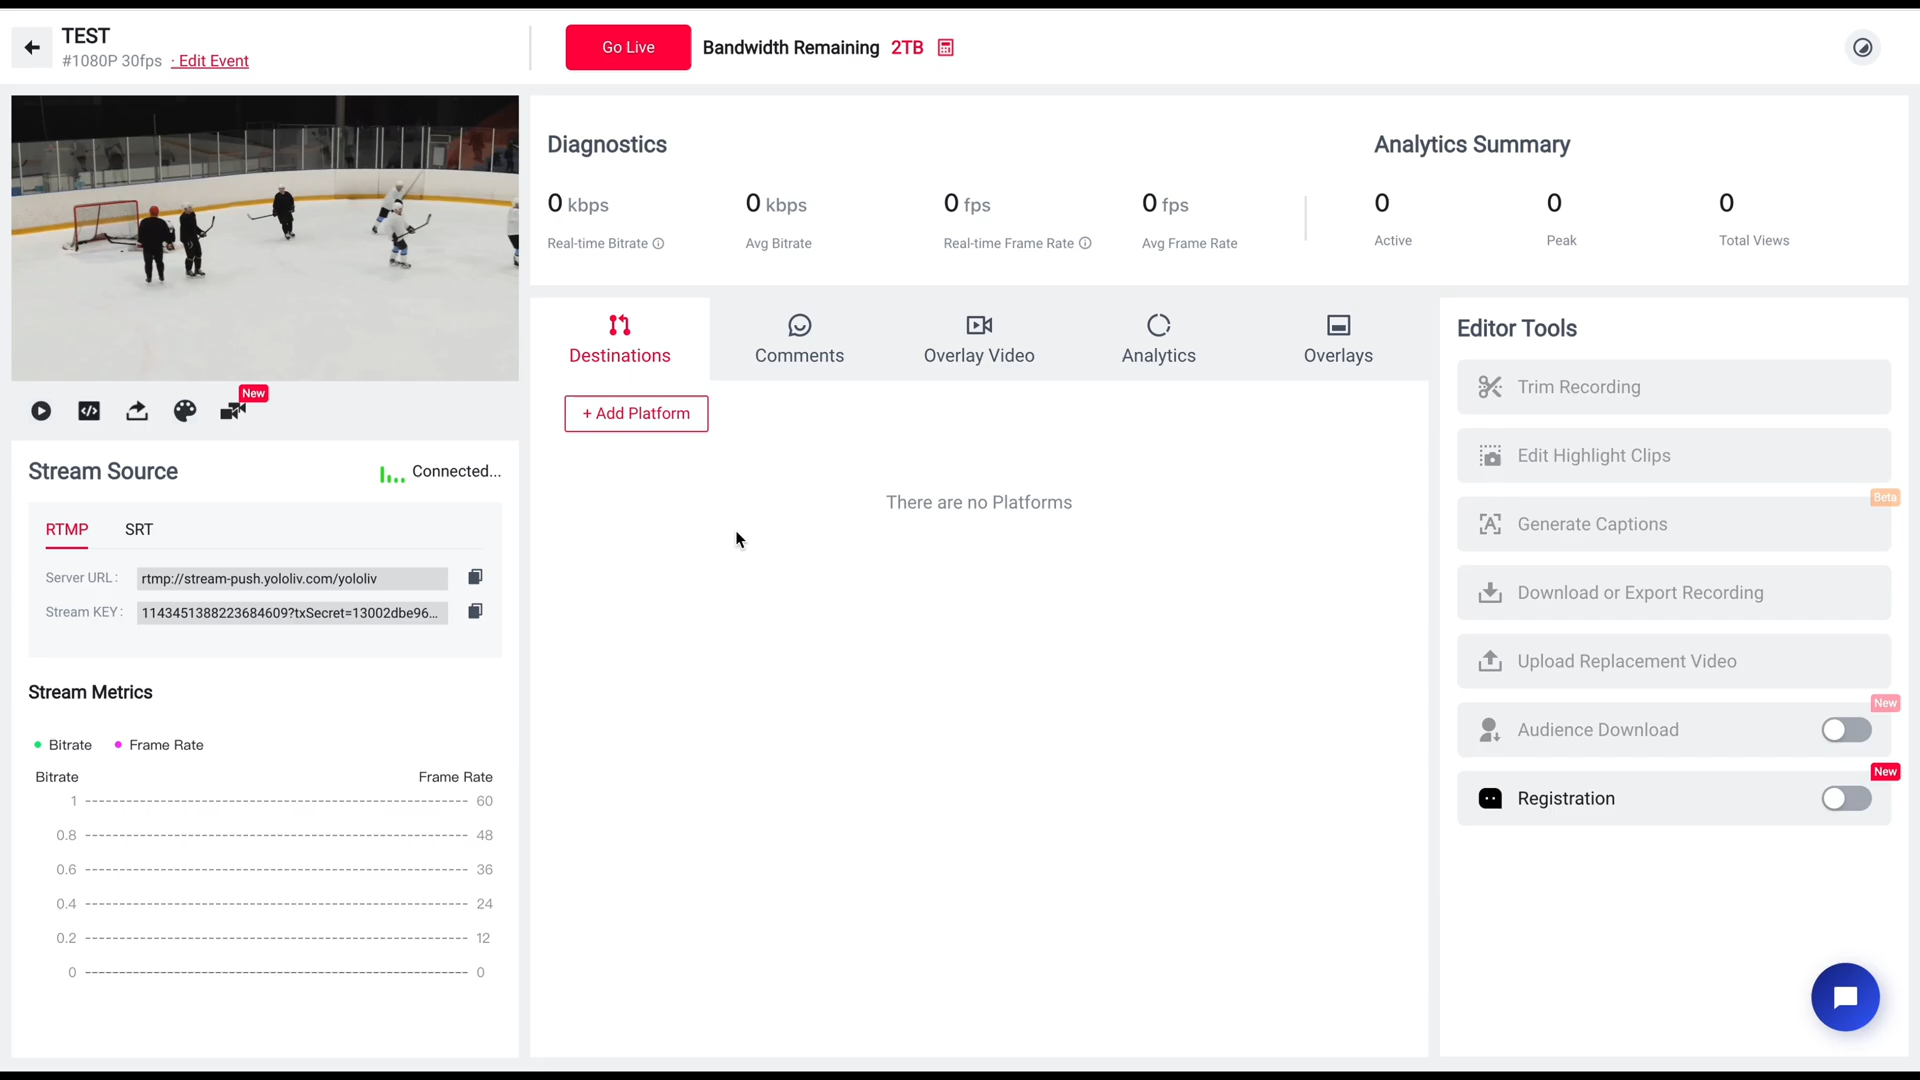 TEST
#1080P 30fps · Edit Event
Go Live
Bandwidth Remaining 2TB
New
Stream Source
Connected...
RTMP SRT
Server URL: rtmp://stream-push.yololiv.com/yololiv
Stream KEY: 1143451388223684609?txSecret=13002dbe96...
Stream Metrics
Bitrate Frame Rate
Bitrate Frame Rate
1 60
0.8 48
0.6 36
0.4 24
0.2 12
0 0
Diagnostics
0 kbps 0 kbps 0 fps 0 fps
Real-time Bitrate Avg Bitrate Real-time Frame Rate Avg Frame Rate
Analytics Summary
0 0 0
Active Peak Total Views
Destinations Comments Overlay Video Analytics Overlays
+ Add Platform
There are no Platforms
Editor Tools
Trim Recording
Edit Highlight Clips
Beta
Generate Captions
Download or Export Recording
Upload Replacement Video
New
Audience Download
New
Registration